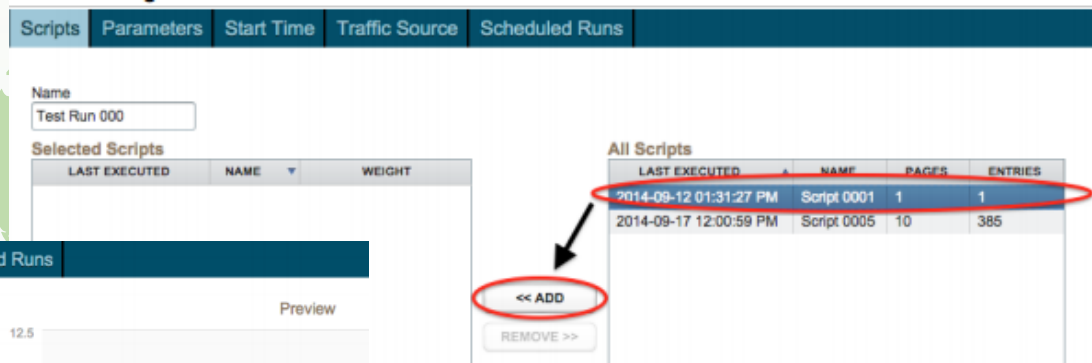 Scripts Parameters Start Time Traffic Source Scheduled Runs
Name
Test Run 000
Selected Scripts
LAST EXECUTED NAME WEIGHT
All Scripts
LAST EXECUTED NAME PAGES ENTRIES
2014-09-12 01:31:27 PM Script 0001 1 1
2014-09-17 12:00:59 PM Script 0005 10 385
<< ADD
REMOVE >>
d Runs
Preview
12.5